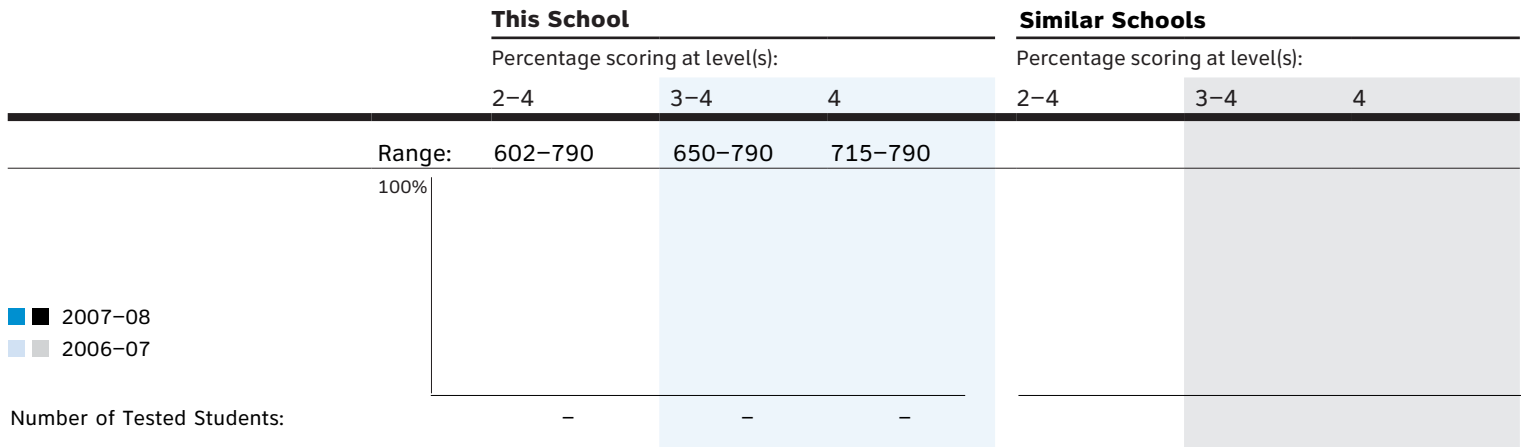 This School Similar Schools
Percentage scoring at level(s): Percentage scoring at level(s):
2–4 3–4 4 2–4 3–4 4
Range: 602–790 650–790 715–790
100%
2007–08
2006–07
Number of Tested Students: – – –